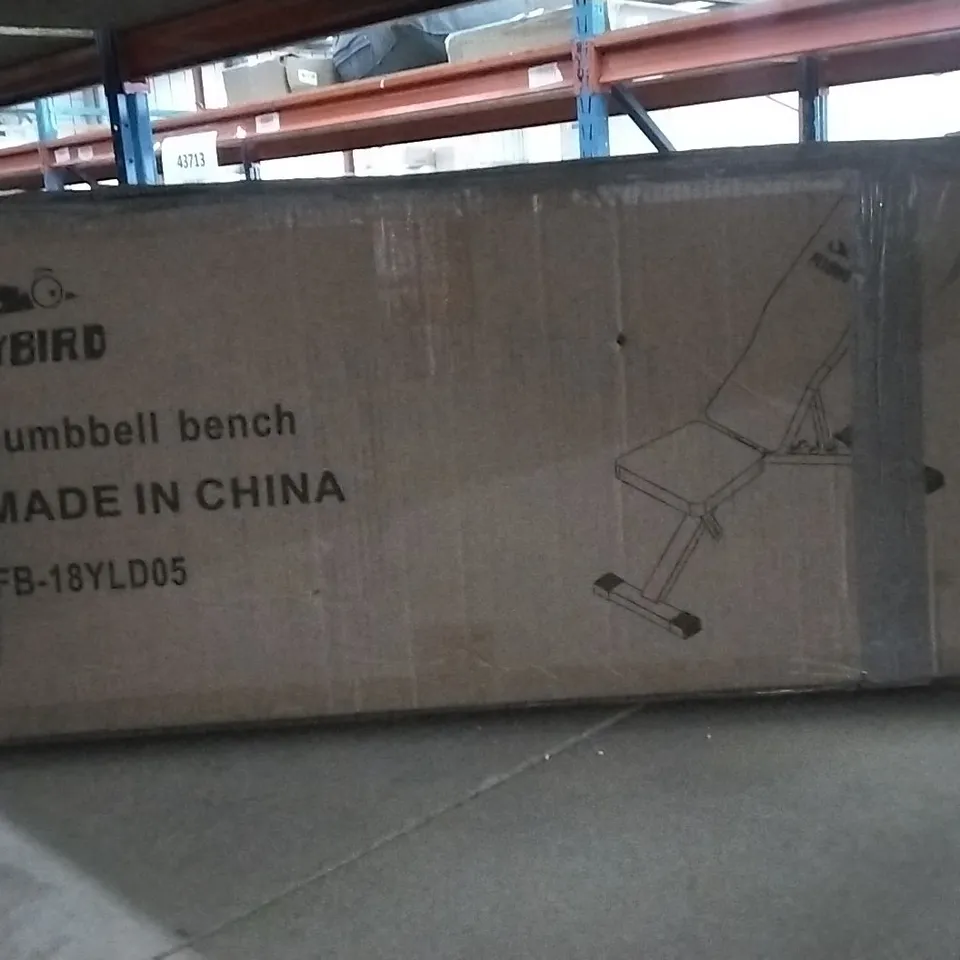 43713
YBIRD
umbbell bench
MADE IN CHINA
FB-18YLD05